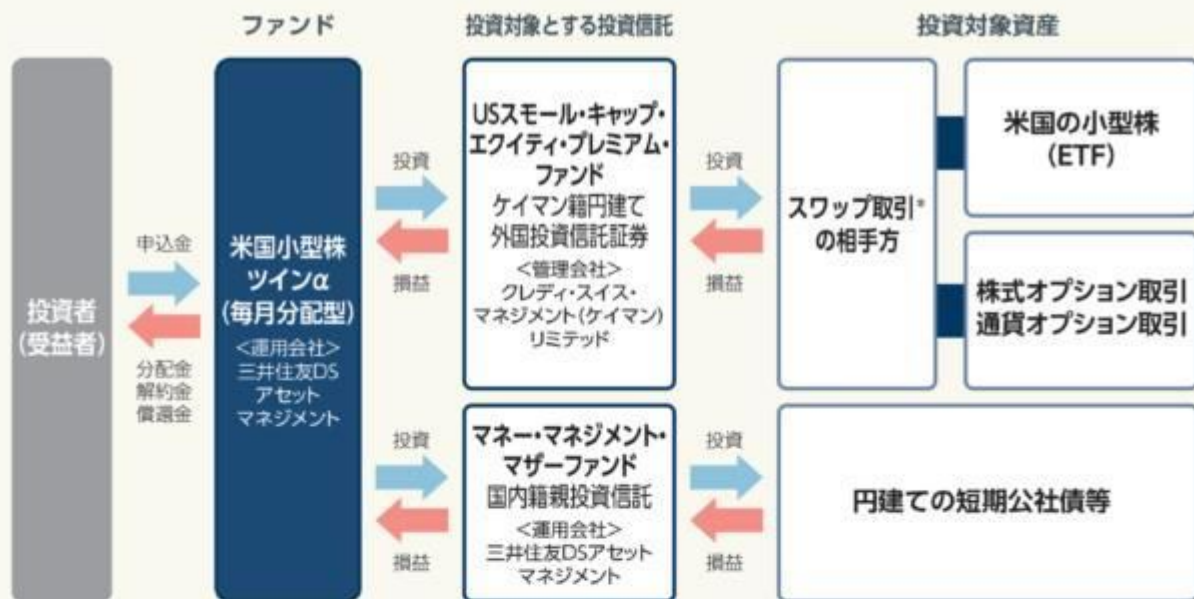 ファンド
投資対象とする投資信託
投資対象資産
投資者
(受益者)
申込金
分配金
解約金
償還金
米国小型株
ツインα
(毎月分配型)
<運用会社>
三井住友DS
アセット
マネジメント
投資
損益
USスモール・キャップ・
エクイティ・プレミアム・
ファンド
ケイマン籍円建て
外国投資信託証券
<管理会社>
クレディ・スイス・
マネジメント(ケイマン)
リミテッド
投資
損益
スワップ取引※
の相手方
米国の小型株
(ETF)
株式オプション取引
通貨オプション取引
投資
損益
マネー・マネジメント・
マザーファンド
国内籍親投資信託
<運用会社>
三井住友DSアセット
マネジメント
投資
損益
円建ての短期公社債等